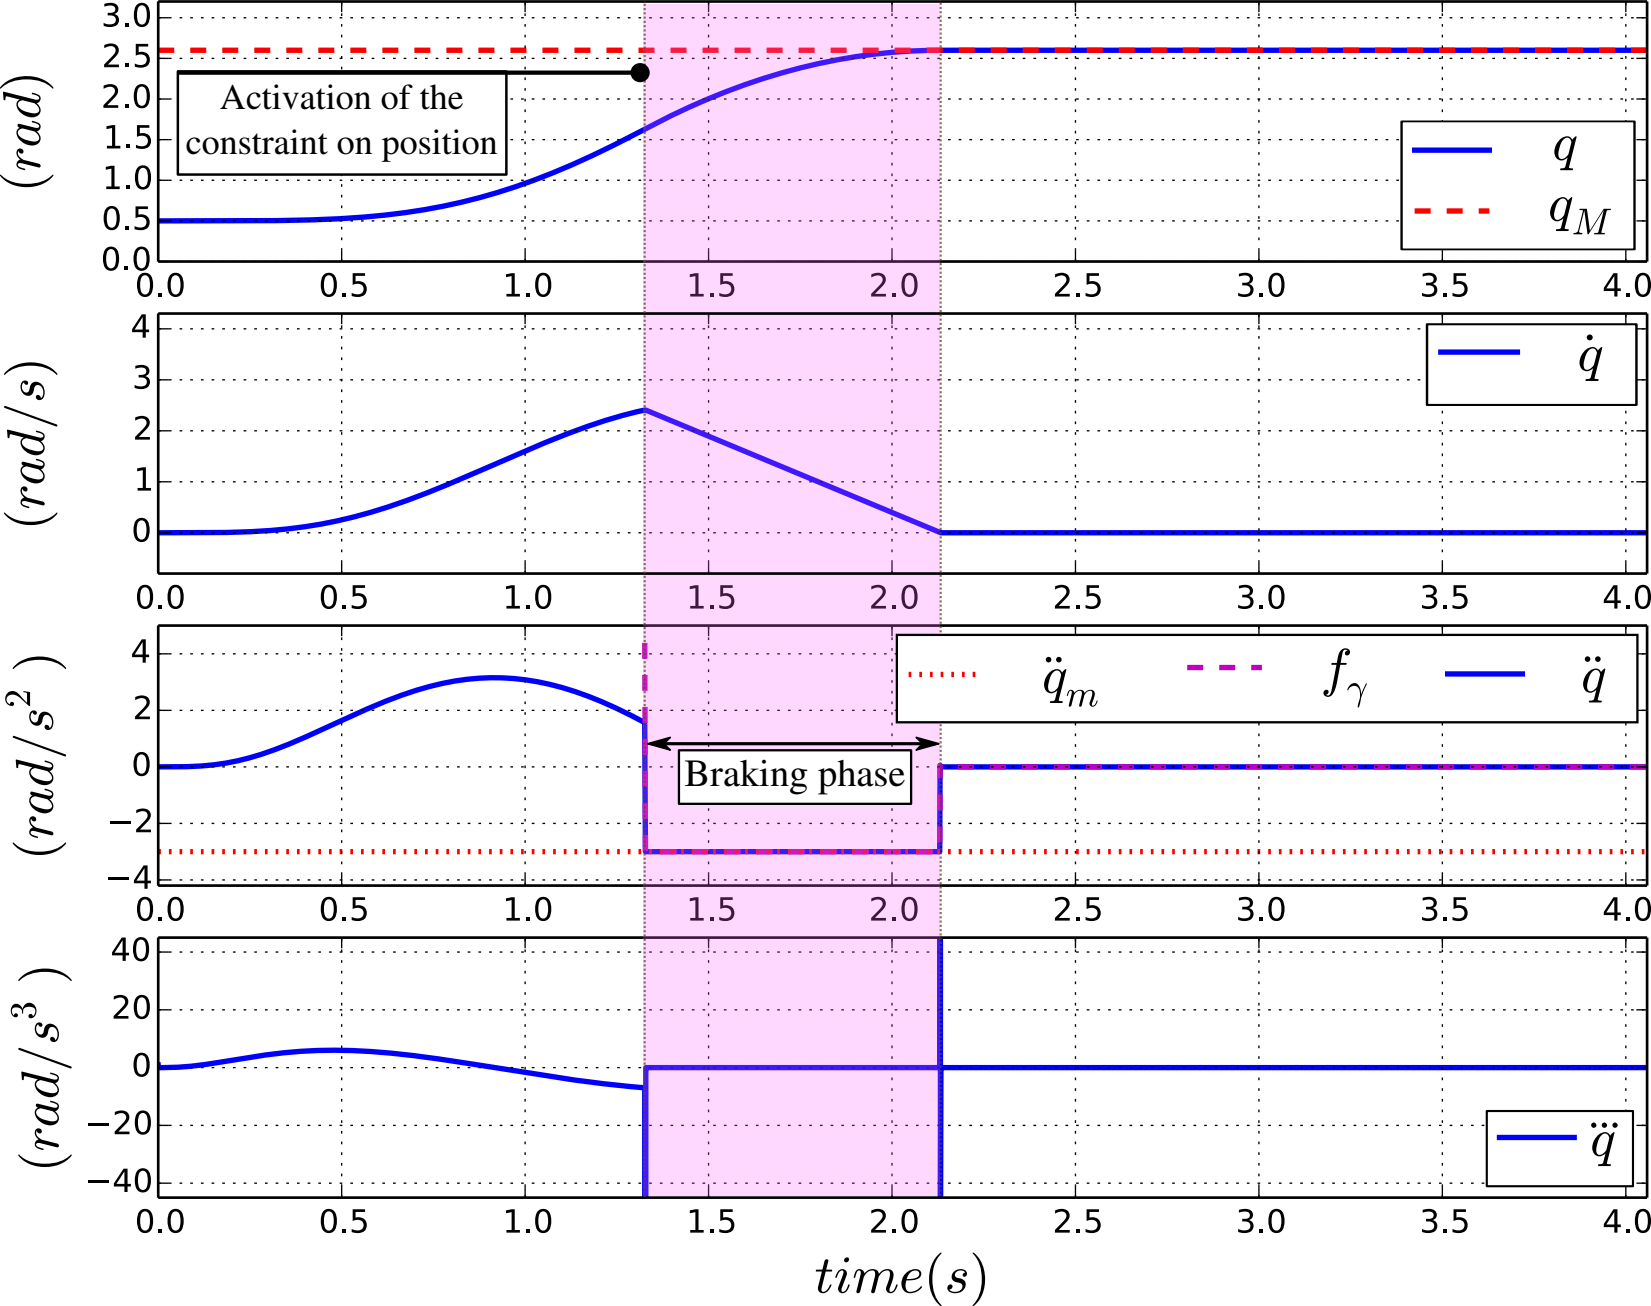 3.0
2.5
2.0
1.5
1.0
0.5
0.0
(rad)
Activation of the
constraint on position
q
q_M
0.0 0.5 1.0 1.5 2.0 2.5 3.0 3.5 4.0
4
3
2
1
0
(rad/s)
q̇
0.0 0.5 1.0 1.5 2.0 2.5 3.0 3.5 4.0
4
2
0
−2
−4
(rad/s²)
q̈_m f_γ q̈
Braking phase
0.0 0.5 1.0 1.5 2.0 2.5 3.0 3.5 4.0
40
20
0
−20
−40
(rad/s³)
q⃛
0.0 0.5 1.0 1.5 2.0 2.5 3.0 3.5 4.0
time(s)